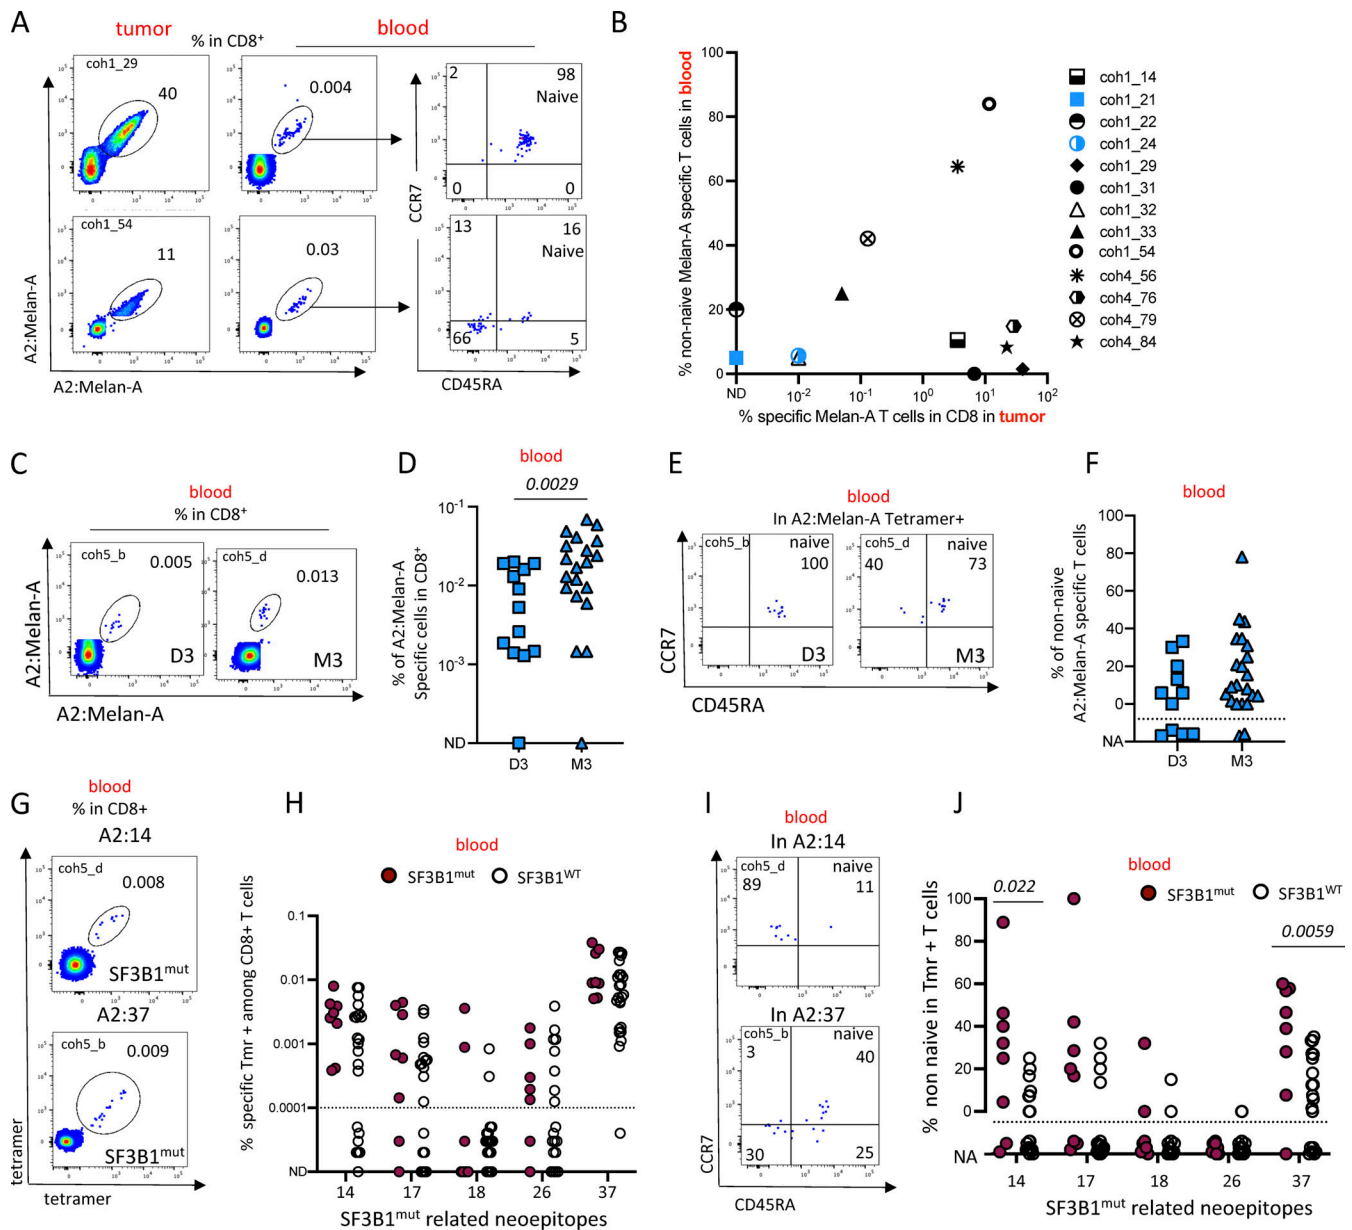 A
tumor
% in CD8⁺
blood
coh1_29
40
0.004
2
98
Naive
0
0
coh1_54
11
0.03
13
16
Naive
66
5
A2:Melan-A
A2:Melan-A
CCR7
CD45RA
B
% non-naive Melan-A specific T cells in blood
100
80
60
40
20
0
ND
10⁻²
10⁻¹
10⁰
10¹
10²
% specific Melan-A T cells in CD8 in tumor
coh1_14
coh1_21
coh1_22
coh1_24
coh1_29
coh1_31
coh1_32
coh1_33
coh1_54
coh4_56
coh4_76
coh4_79
coh4_84
C
blood
% in CD8⁺
coh5_b
0.005
D3
coh5_d
0.013
M3
A2:Melan-A
A2:Melan-A
D
blood
0.0029
% of A2:Melan-A
Specific cells in CD8⁺
10⁻¹
10⁻²
10⁻³
ND
D3
M3
E
blood
In A2:Melan-A Tetramer+
coh5_b
naive
100
D3
coh5_d
naive
40
73
M3
CCR7
CD45RA
F
blood
% of non-naive
A2:Melan-A specific T cells
100
80
60
40
20
0
NA
D3
M3
G
blood
% in CD8+
A2:14
coh5_d
0.008
SF3B1ᵐᵘᵗ
A2:37
coh5_b
0.009
SF3B1ᵐᵘᵗ
tetramer
tetramer
H
blood
SF3B1ᵐᵘᵗ
SF3B1ᵂᵀ
% specific Tmr + among CD8+ T cells
0.1
0.01
0.001
0.0001
ND
14
17
18
26
37
SF3B1ᵐᵘᵗ related neoepitopes
I
blood
In A2:14
coh5_d
naive
89
11
In A2:37
coh5_b
naive
3
40
30
25
CCR7
CD45RA
J
blood
0.022
SF3B1ᵐᵘᵗ
SF3B1ᵂᵀ
0.0059
% non naive in Tmr + T cells
100
80
60
40
20
0
NA
14
17
18
26
37
SF3B1ᵐᵘᵗ related neoepitopes